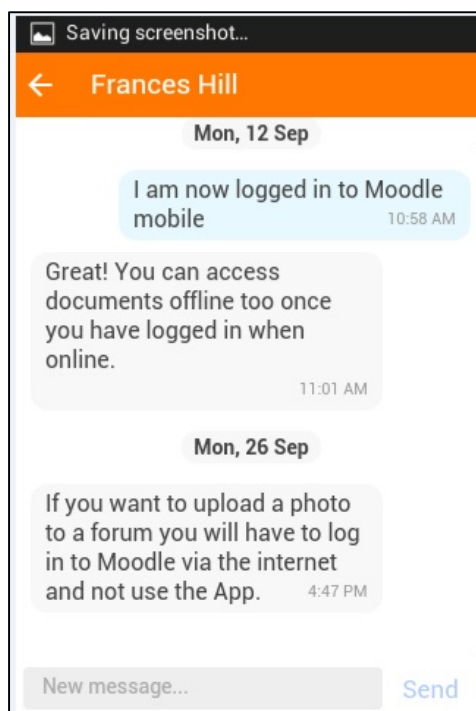 Saving screenshot...
Frances Hill
Mon, 12 Sep
I am now logged in to Moodle
mobile
10:58 AM
Great! You can access
documents offline too once
you have logged in when
online.
11:01 AM
Mon, 26 Sep
If you want to upload a photo
to a forum you will have to log
in to Moodle via the internet
and not use the App.
4:47 PM
New message...
Send